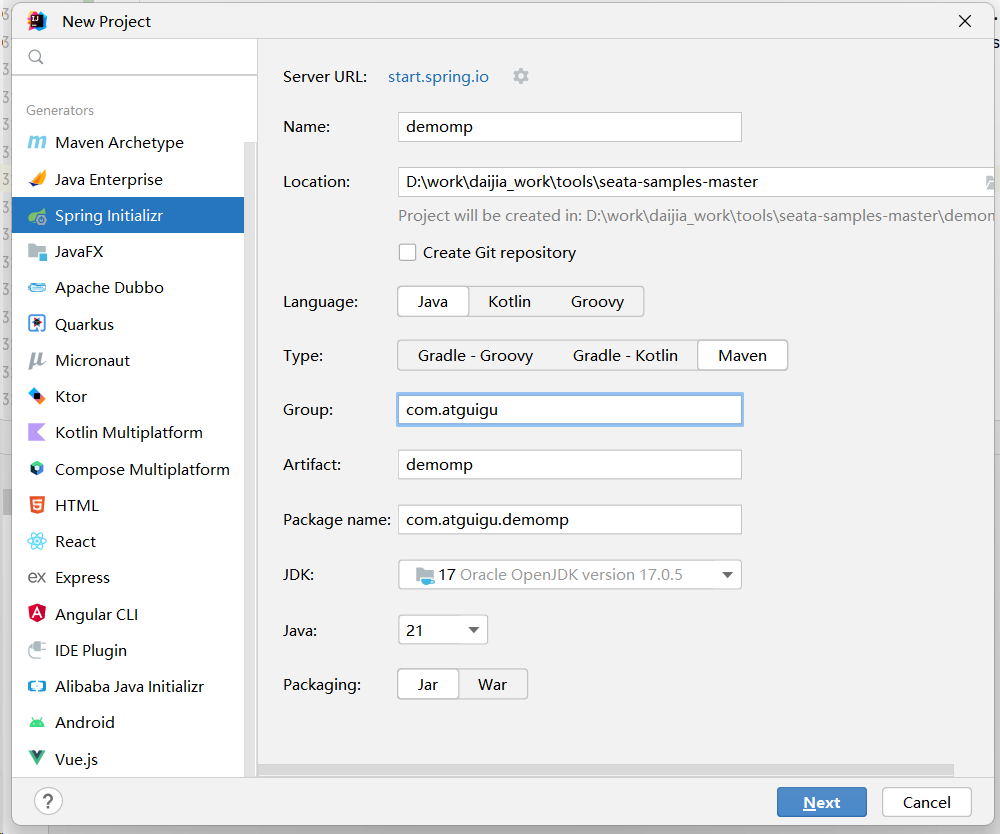 New Project
Generators
Maven Archetype
Java Enterprise
Spring Initializr
JavaFX
Apache Dubbo
Quarkus
Micronaut
Ktor
Kotlin Multiplatform
Compose Multiplatform
HTML
React
ex Express
Angular CLI
IDE Plugin
Alibaba Java Initializr
Android
Vue.js
Server URL: start.spring.io
Name: demomp
Location: D:\work\daijia_work\tools\seata-samples-master
Project will be created in: D:\work\daijia_work\tools\seata-samples-master\demon
Create Git repository
Language: Java Kotlin Groovy
Type: Gradle - Groovy Gradle - Kotlin Maven
Group: com.atguigu
Artifact: demomp
Package name: com.atguigu.demomp
JDK: 17 Oracle OpenJDK version 17.0.5
Java: 21
Packaging: Jar War
? Next Cancel